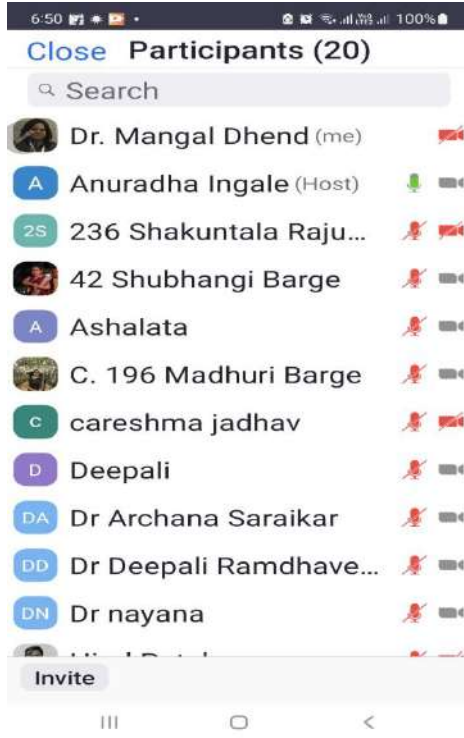 6:50 100%
Close Participants (20)
Search
Dr. Mangal Dhend (me)
A Anuradha Ingale (Host)
2S 236 Shakuntala Raju...
42 Shubhangi Barge
A Ashalata
C. 196 Madhuri Barge
c careshma jadhav
D Deepali
DA Dr Archana Saraikar
DD Dr Deepali Ramdhave...
DN Dr nayana
Invite